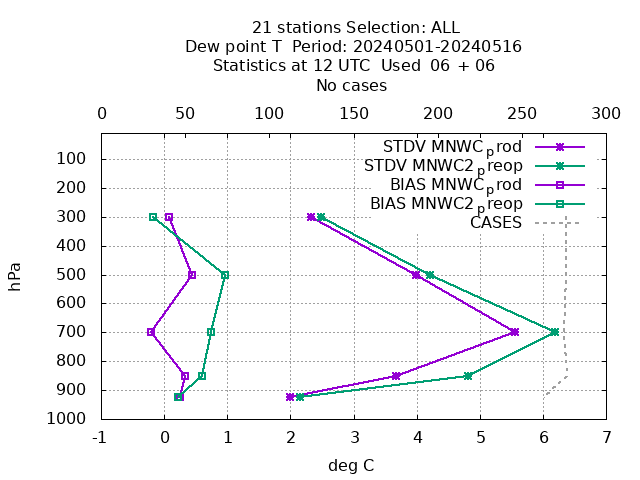 21 stations Selection: ALL
Dew point T  Period: 20240501-20240516
Statistics at 12 UTC  Used  06 + 06
No cases
0 50 100 150 200 250 300
STDV MNWC_prod
STDV MNWC2_preop
BIAS MNWC_prod
BIAS MNWC2_preop
CASES
100
200
300
400
500
600
700
800
900
1000
hPa
-1 0 1 2 3 4 5 6 7
deg C